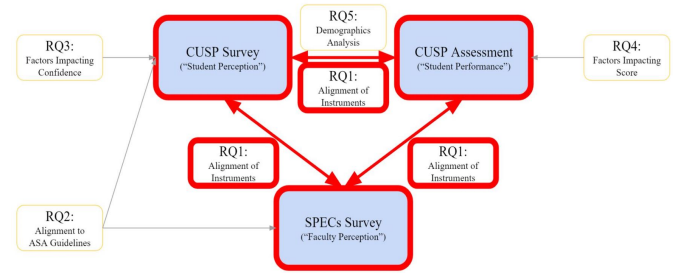 RQ5:
Demographics
Analysis
RQ3:
Factors Impacting
Confidence
CUSP Survey
("Student Perception")
CUSP Assessment
("Student Performance")
RQ4:
Factors Impacting
Score
RQ1:
Alignment of
Instruments
RQ1:
Alignment of
Instruments
RQ1:
Alignment of
Instruments
RQ2:
Alignment to
ASA Guidelines
SPECs Survey
("Faculty Perception")